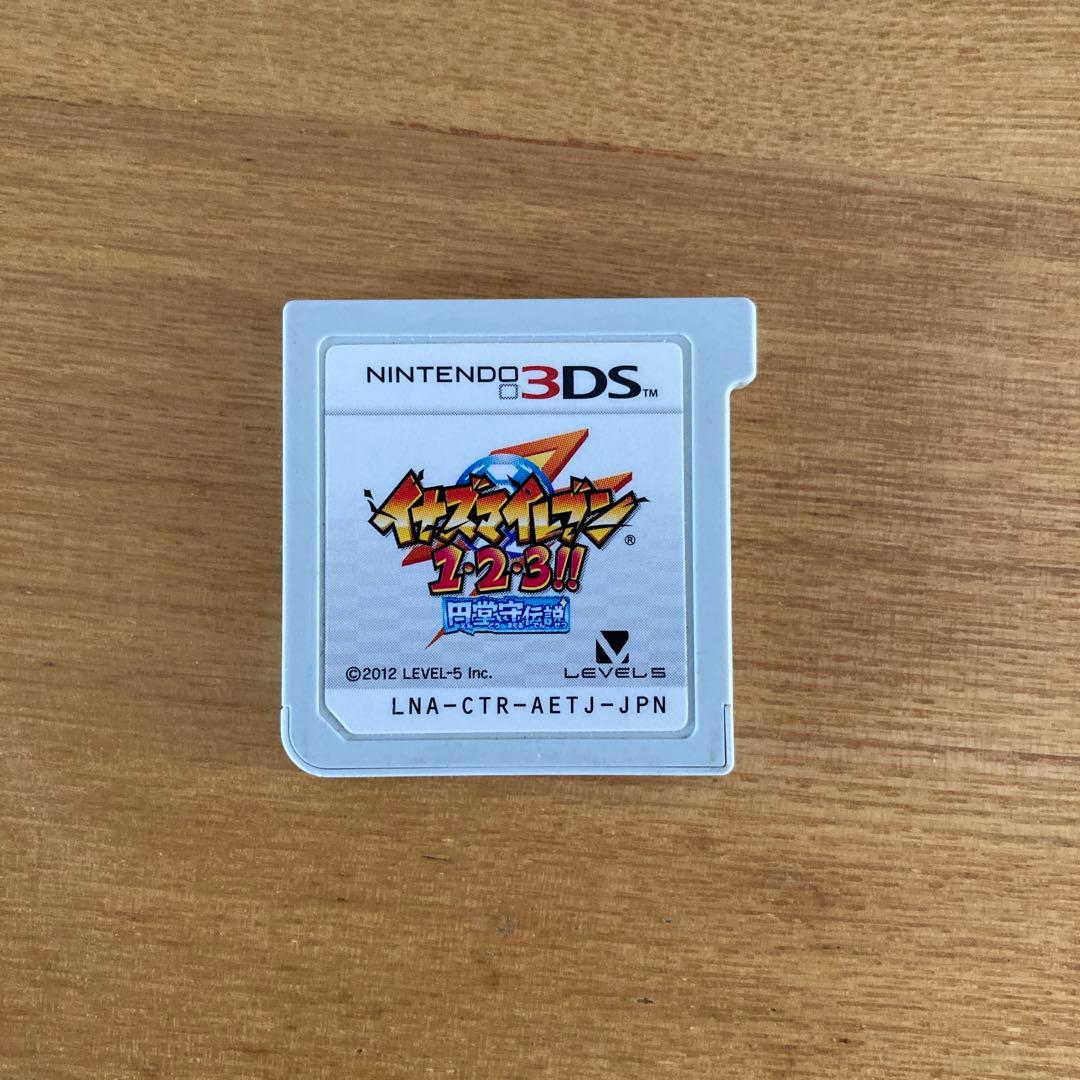 NINTENDO 3DS™
イナズマイレブン®
1・2・3!!
円堂守伝説
©2012 LEVEL-5 Inc.
LEVEL5
LNA-CTR-AETJ-JPN